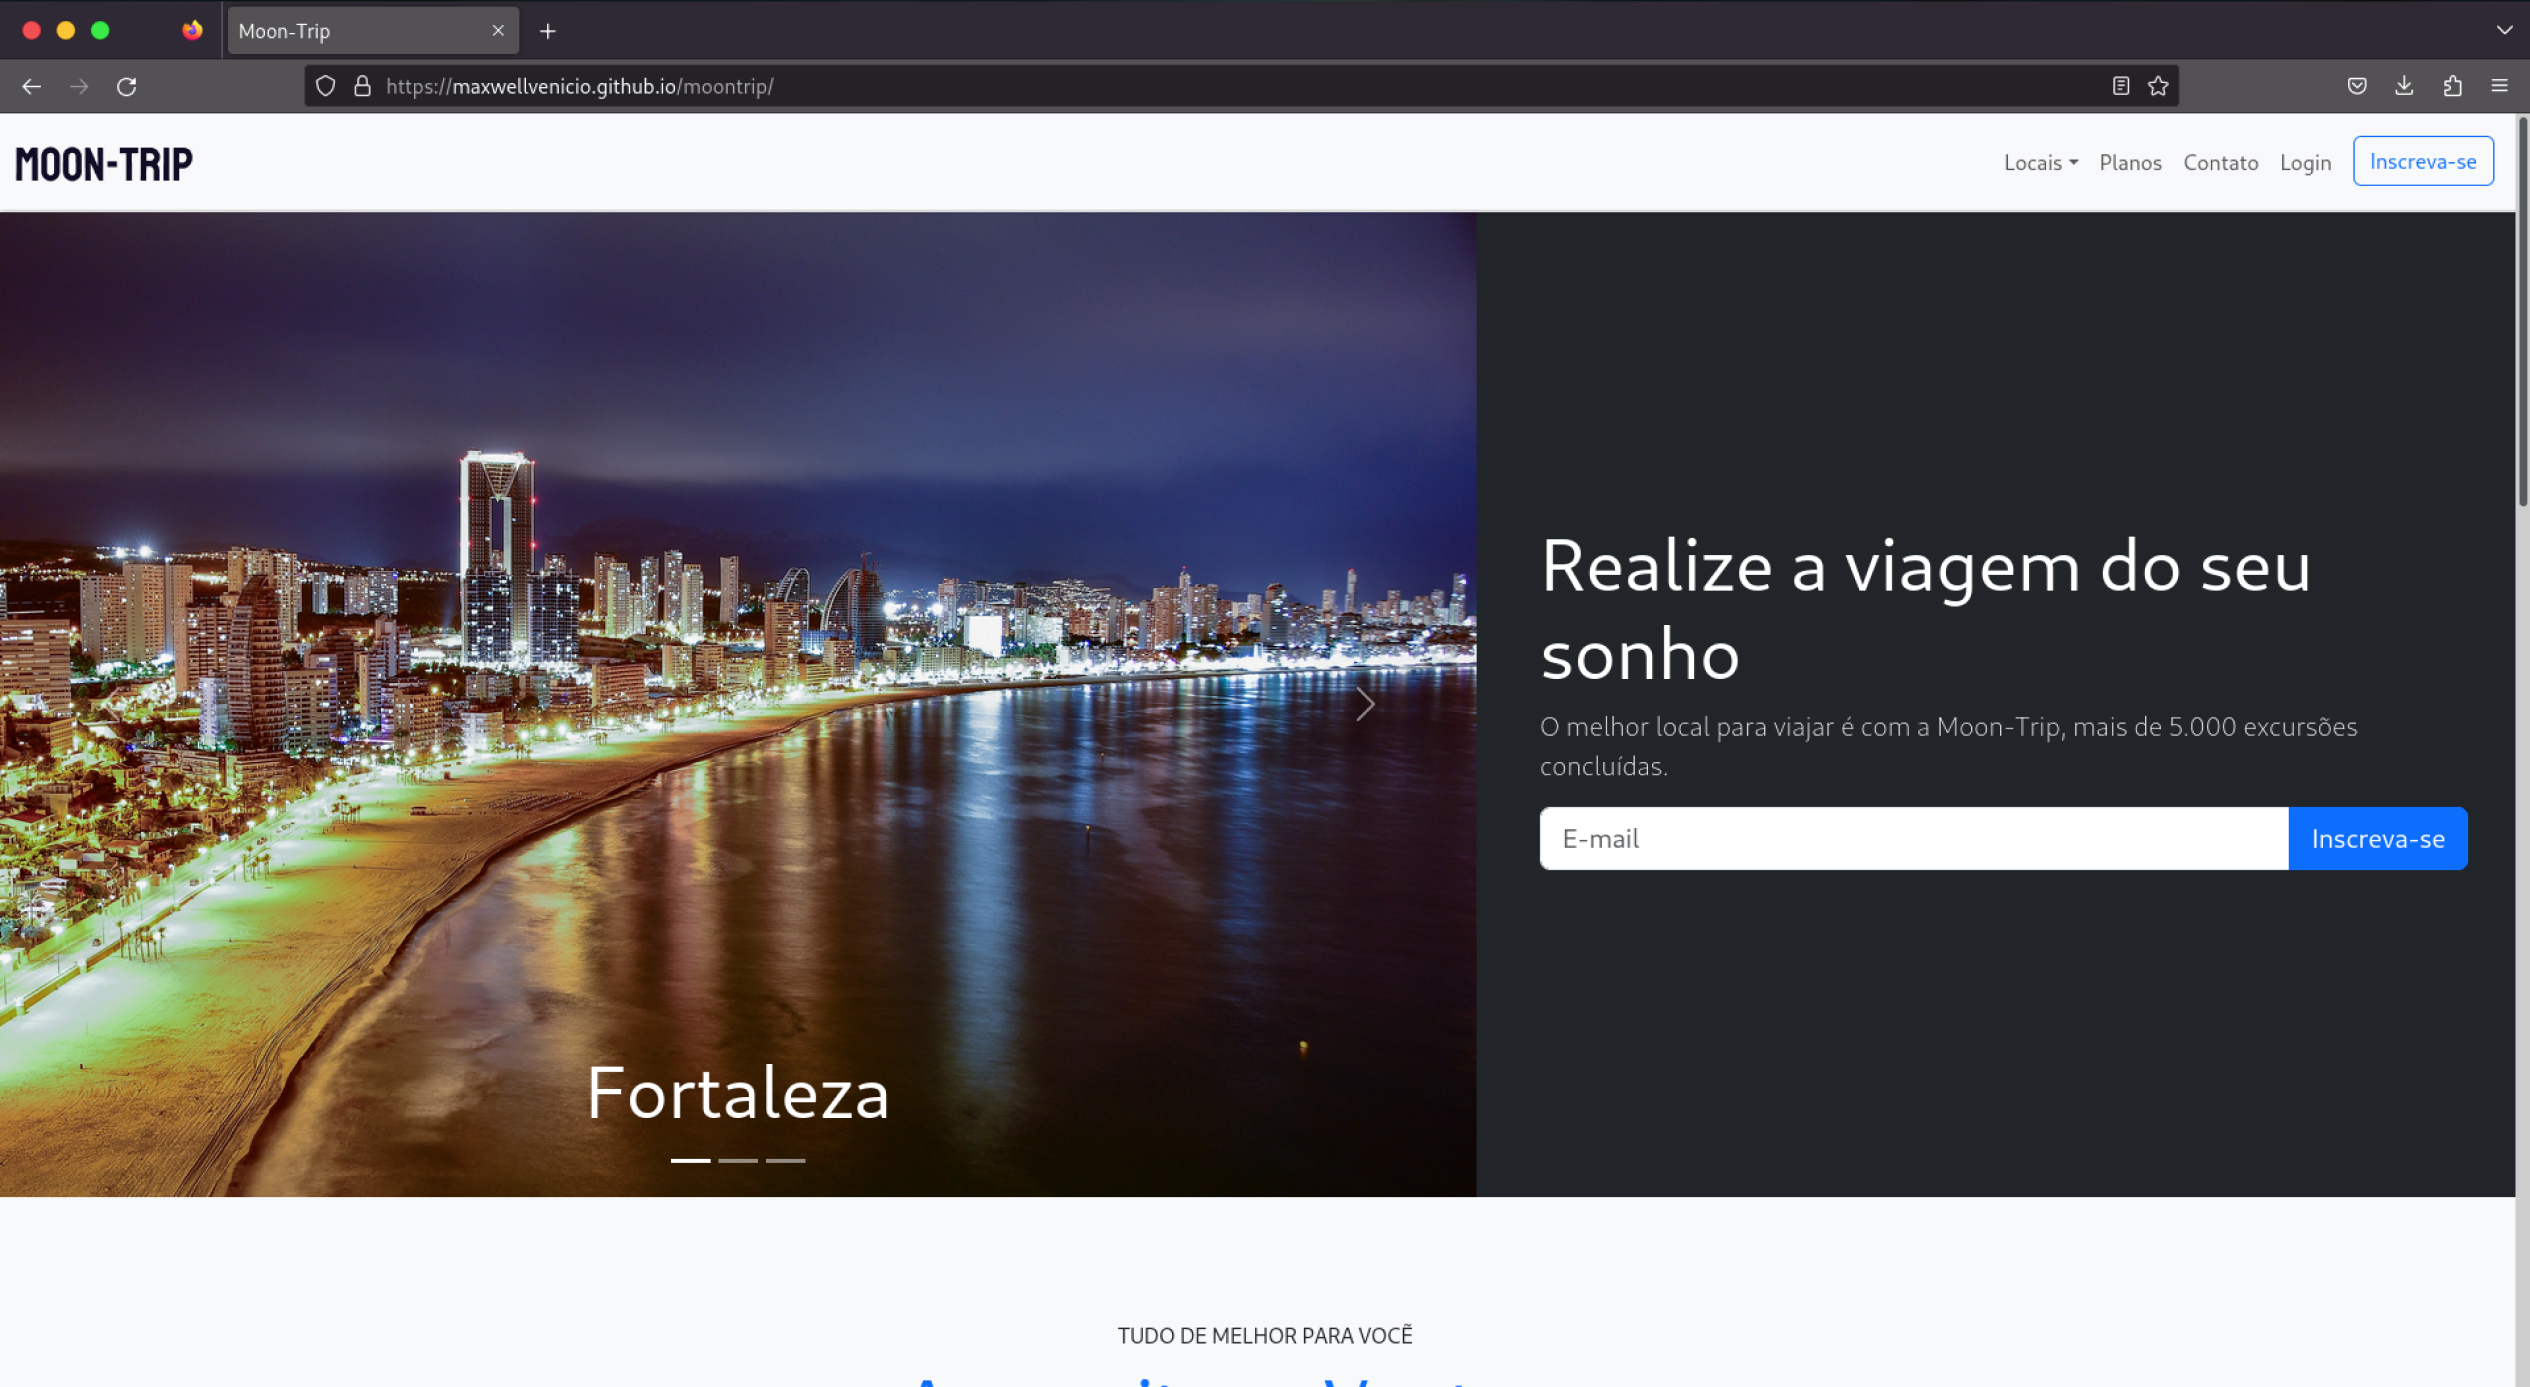 Moon-Trip
https://maxwellvenicio.github.io/moontrip/
MOON-TRIP
Locais Planos Contato Login Inscreva-se
Realize a viagem do seu
sonho
O melhor local para viajar é com a Moon-Trip, mais de 5.000 excursões
concluídas.
E-mail Inscreva-se
Fortaleza
TUDO DE MELHOR PARA VOCẼ